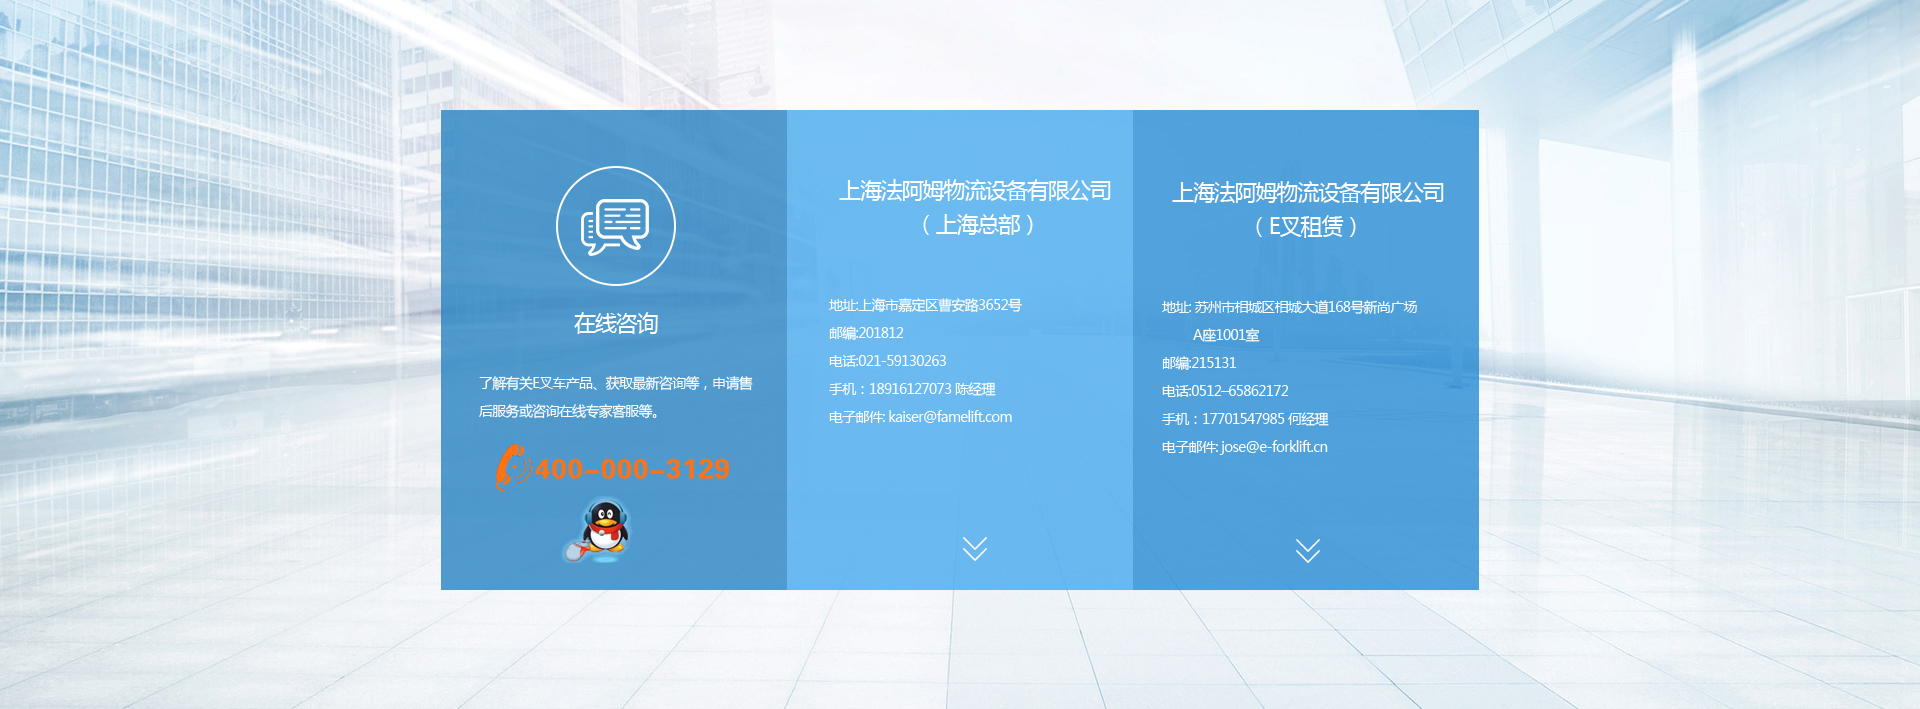 在线咨询
了解有关E叉车产品、获取最新咨询等，申请售
后服务或咨询在线专家客服等。
400-000-3129
上海法阿姆物流设备有限公司
（上海总部）
地址:上海市嘉定区曹安路3652号
邮编:201812
电话:021-59130263
手机：18916127073 陈经理
电子邮件: kaiser@famelift.com
上海法阿姆物流设备有限公司
（E叉租赁）
地址: 苏州市相城区相城大道168号新尚广场
A座1001室
邮编:215131
电话:0512--65862172
手机：17701547985 何经理
电子邮件: jose@e-forklift.cn